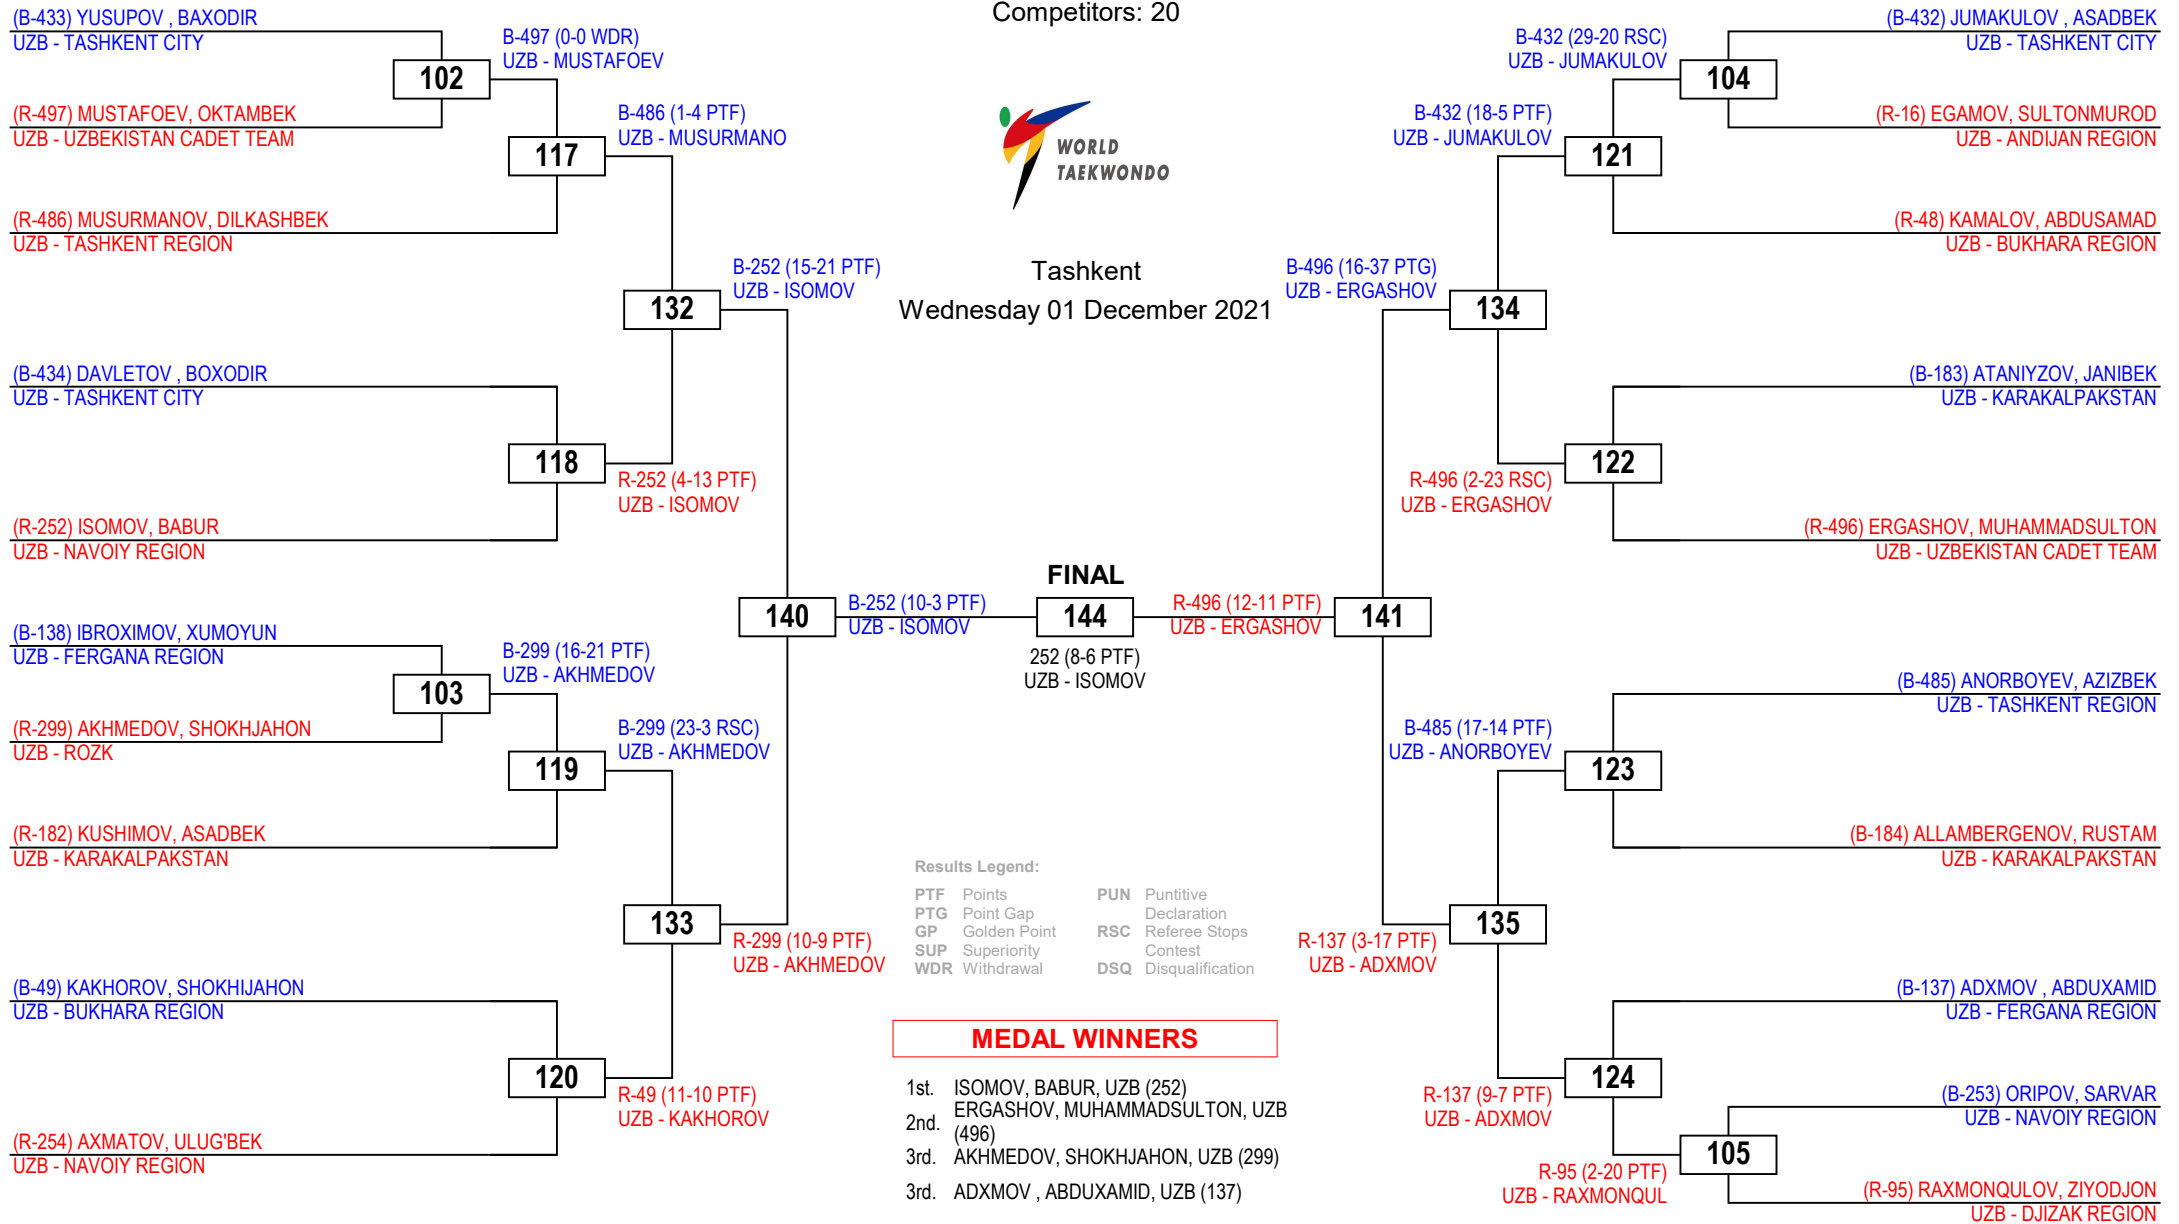 Competitors: 20
WORLD
TAEKWONDO
Tashkent
Wednesday 01 December 2021
(B-433) YUSUPOV , BAXODIR
UZB - TASHKENT CITY
102
B-497 (0-0 WDR)
UZB - MUSTAFOEV
(R-497) MUSTAFOEV, OKTAMBEK
UZB - UZBEKISTAN CADET TEAM
117
B-486 (1-4 PTF)
UZB - MUSURMANO
(R-486) MUSURMANOV, DILKASHBEK
UZB - TASHKENT REGION
132
B-252 (15-21 PTF)
UZB - ISOMOV
(B-434) DAVLETOV , BOXODIR
UZB - TASHKENT CITY
118
R-252 (4-13 PTF)
UZB - ISOMOV
(R-252) ISOMOV, BABUR
UZB - NAVOIY REGION
140
B-252 (10-3 PTF)
UZB - ISOMOV
(B-138) IBROXIMOV, XUMOYUN
UZB - FERGANA REGION
103
B-299 (16-21 PTF)
UZB - AKHMEDOV
(R-299) AKHMEDOV, SHOKHJAHON
UZB - ROZK
119
B-299 (23-3 RSC)
UZB - AKHMEDOV
(R-182) KUSHIMOV, ASADBEK
UZB - KARAKALPAKSTAN
133
R-299 (10-9 PTF)
UZB - AKHMEDOV
(B-49) KAKHOROV, SHOKHIJAHON
UZB - BUKHARA REGION
120
R-49 (11-10 PTF)
UZB - KAKHOROV
(R-254) AXMATOV, ULUG'BEK
UZB - NAVOIY REGION
FINAL
144
252 (8-6 PTF)
UZB - ISOMOV
(B-432) JUMAKULOV , ASADBEK
UZB - TASHKENT CITY
B-432 (29-20 RSC)
UZB - JUMAKULOV
104
(R-16) EGAMOV, SULTONMUROD
UZB - ANDIJAN REGION
B-432 (18-5 PTF)
UZB - JUMAKULOV
121
(R-48) KAMALOV, ABDUSAMAD
UZB - BUKHARA REGION
B-496 (16-37 PTG)
UZB - ERGASHOV
134
(B-183) ATANIYZOV, JANIBEK
UZB - KARAKALPAKSTAN
122
R-496 (2-23 RSC)
UZB - ERGASHOV
(R-496) ERGASHOV, MUHAMMADSULTON
UZB - UZBEKISTAN CADET TEAM
R-496 (12-11 PTF)
UZB - ERGASHOV
141
(B-485) ANORBOYEV, AZIZBEK
UZB - TASHKENT REGION
B-485 (17-14 PTF)
UZB - ANORBOYEV
123
(B-184) ALLAMBERGENOV, RUSTAM
UZB - KARAKALPAKSTAN
135
R-137 (3-17 PTF)
UZB - ADXMOV
(B-137) ADXMOV , ABDUXAMID
UZB - FERGANA REGION
124
R-137 (9-7 PTF)
UZB - ADXMOV
(B-253) ORIPOV, SARVAR
UZB - NAVOIY REGION
105
R-95 (2-20 PTF)
UZB - RAXMONQUL
(R-95) RAXMONQULOV, ZIYODJON
UZB - DJIZAK REGION
Results Legend:
PTF Points
PTG Point Gap
GP Golden Point
SUP Superiority
WDR Withdrawal
PUN Puntitive
Declaration
RSC Referee Stops
Contest
DSQ Disqualification
MEDAL WINNERS
1st. ISOMOV, BABUR, UZB (252)
2nd. ERGASHOV, MUHAMMADSULTON, UZB
(496)
3rd. AKHMEDOV, SHOKHJAHON, UZB (299)
3rd. ADXMOV , ABDUXAMID, UZB (137)